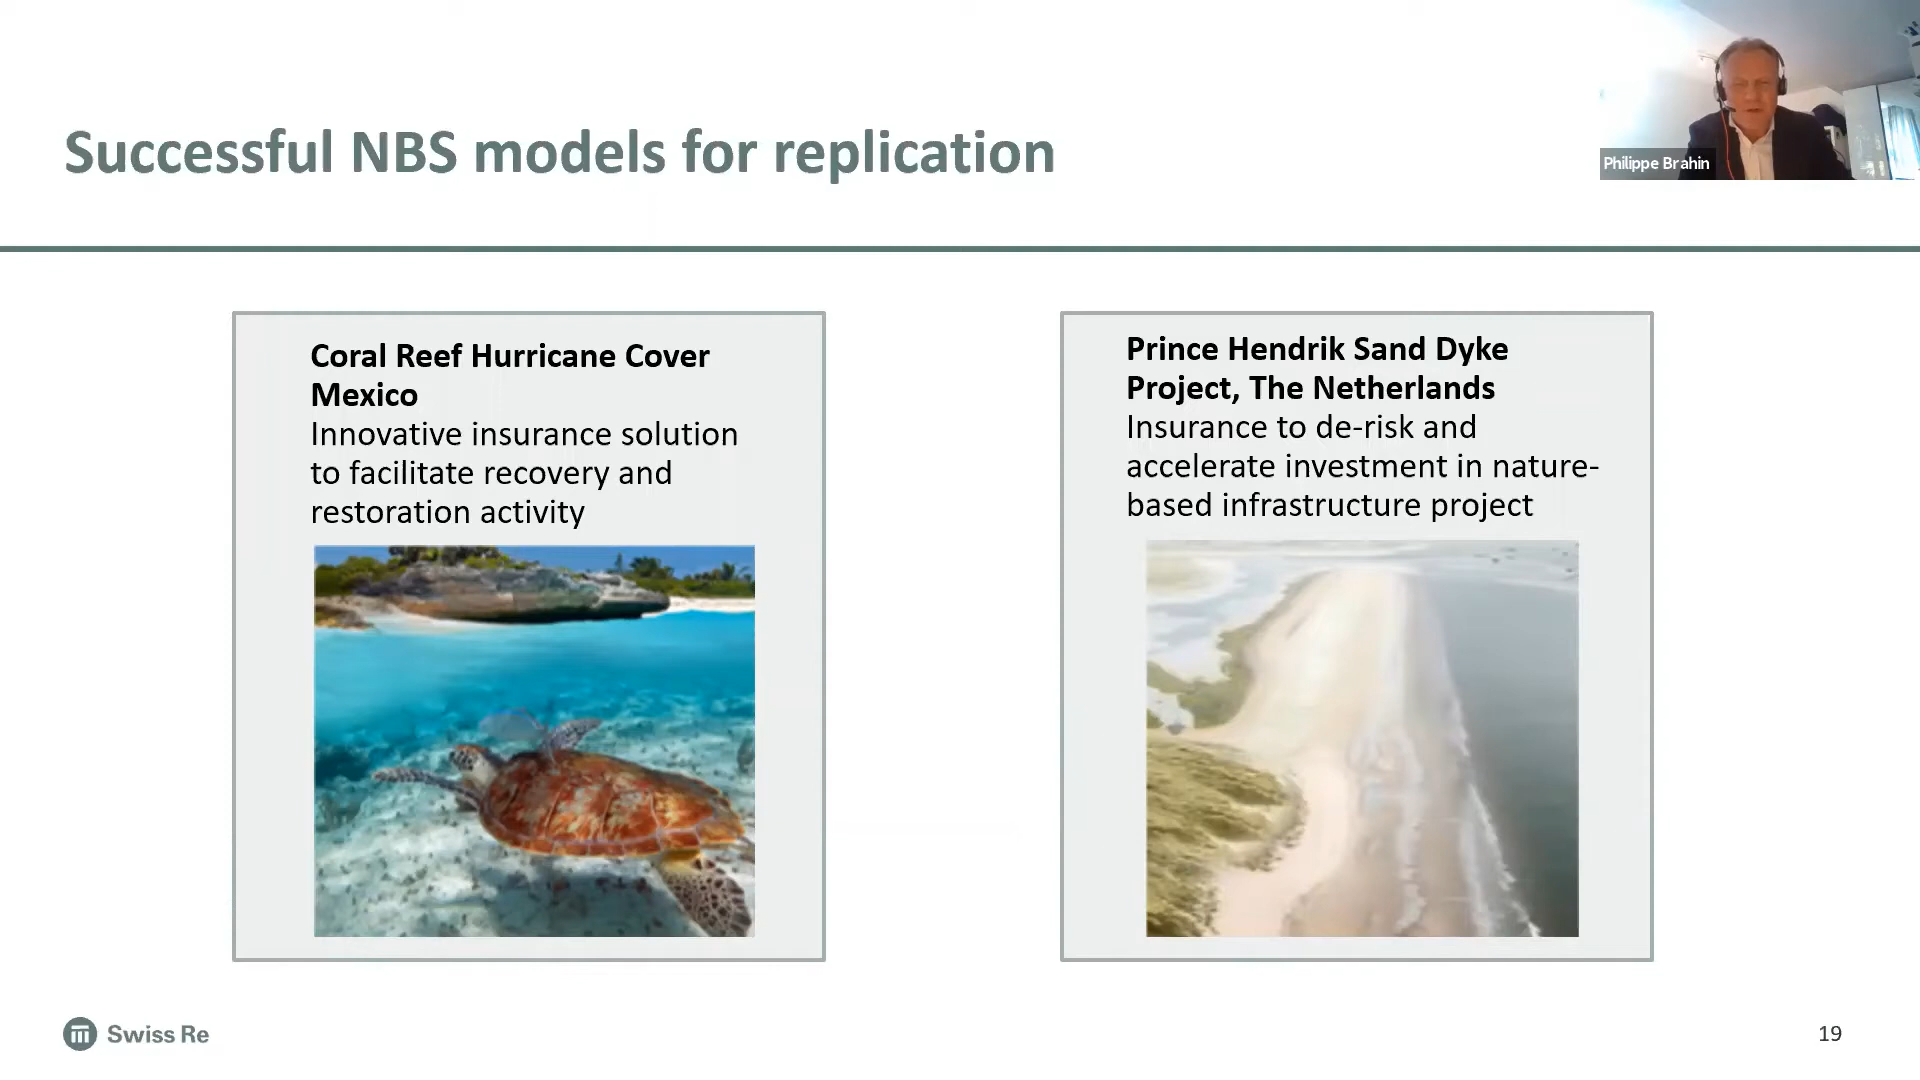 Successful NBS models for replication
Philippe Brahin
Coral Reef Hurricane Cover
Mexico
Innovative insurance solution
to facilitate recovery and
restoration activity
Prince Hendrik Sand Dyke
Project, The Netherlands
Insurance to de-risk and
accelerate investment in nature-
based infrastructure project
Swiss Re
19